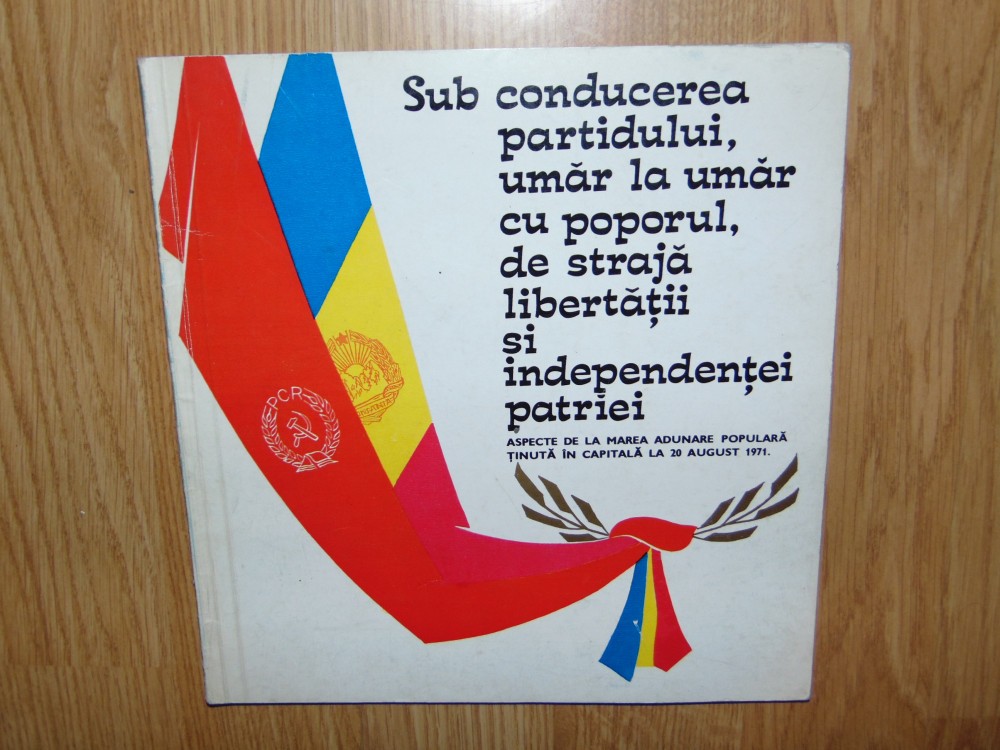 Sub conducerea
partidului,
umăr la umăr
cu poporul,
de strajă
libertății
si
independenței
patriei
ASPECTE DE LA MAREA ADUNARE POPULARĂ
ȚINUTĂ ÎN CAPITALĂ LA 20 AUGUST 1971.
PCR